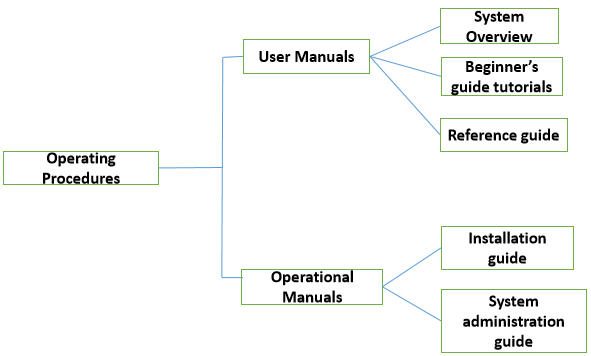 System
Overview
User Manuals
Beginner's
guide tutorials
Reference guide
Operating
Procedures
Installation
guide
Operational
Manuals
System
administration
guide